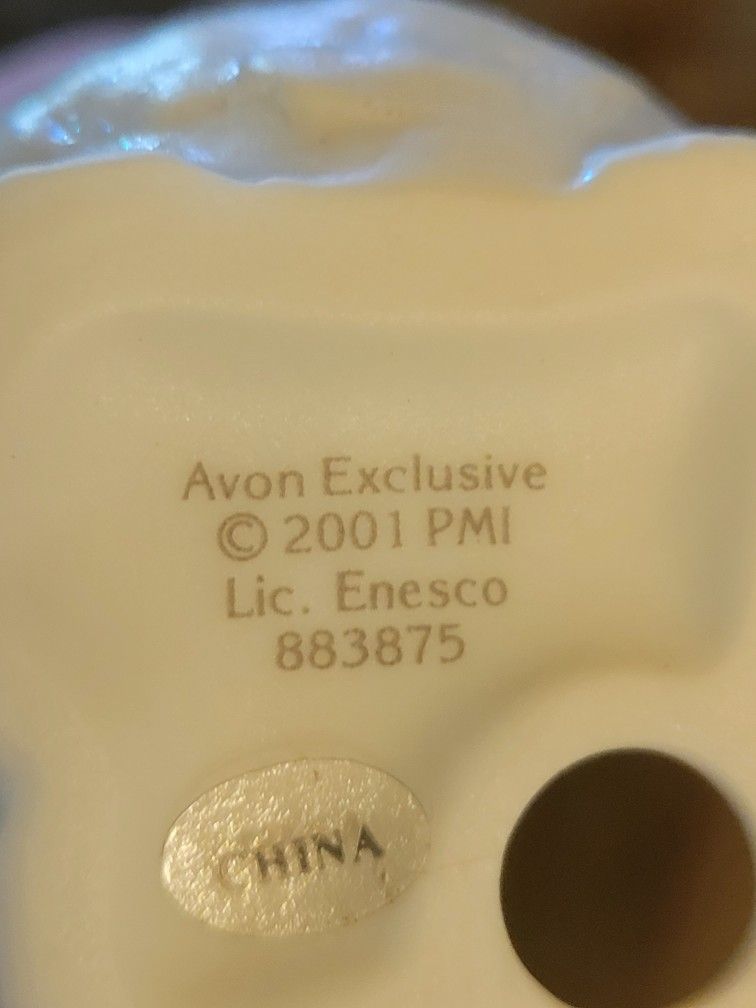 Avon Exclusive
© 2001 PMI
Lic. Enesco
883875
CHINA